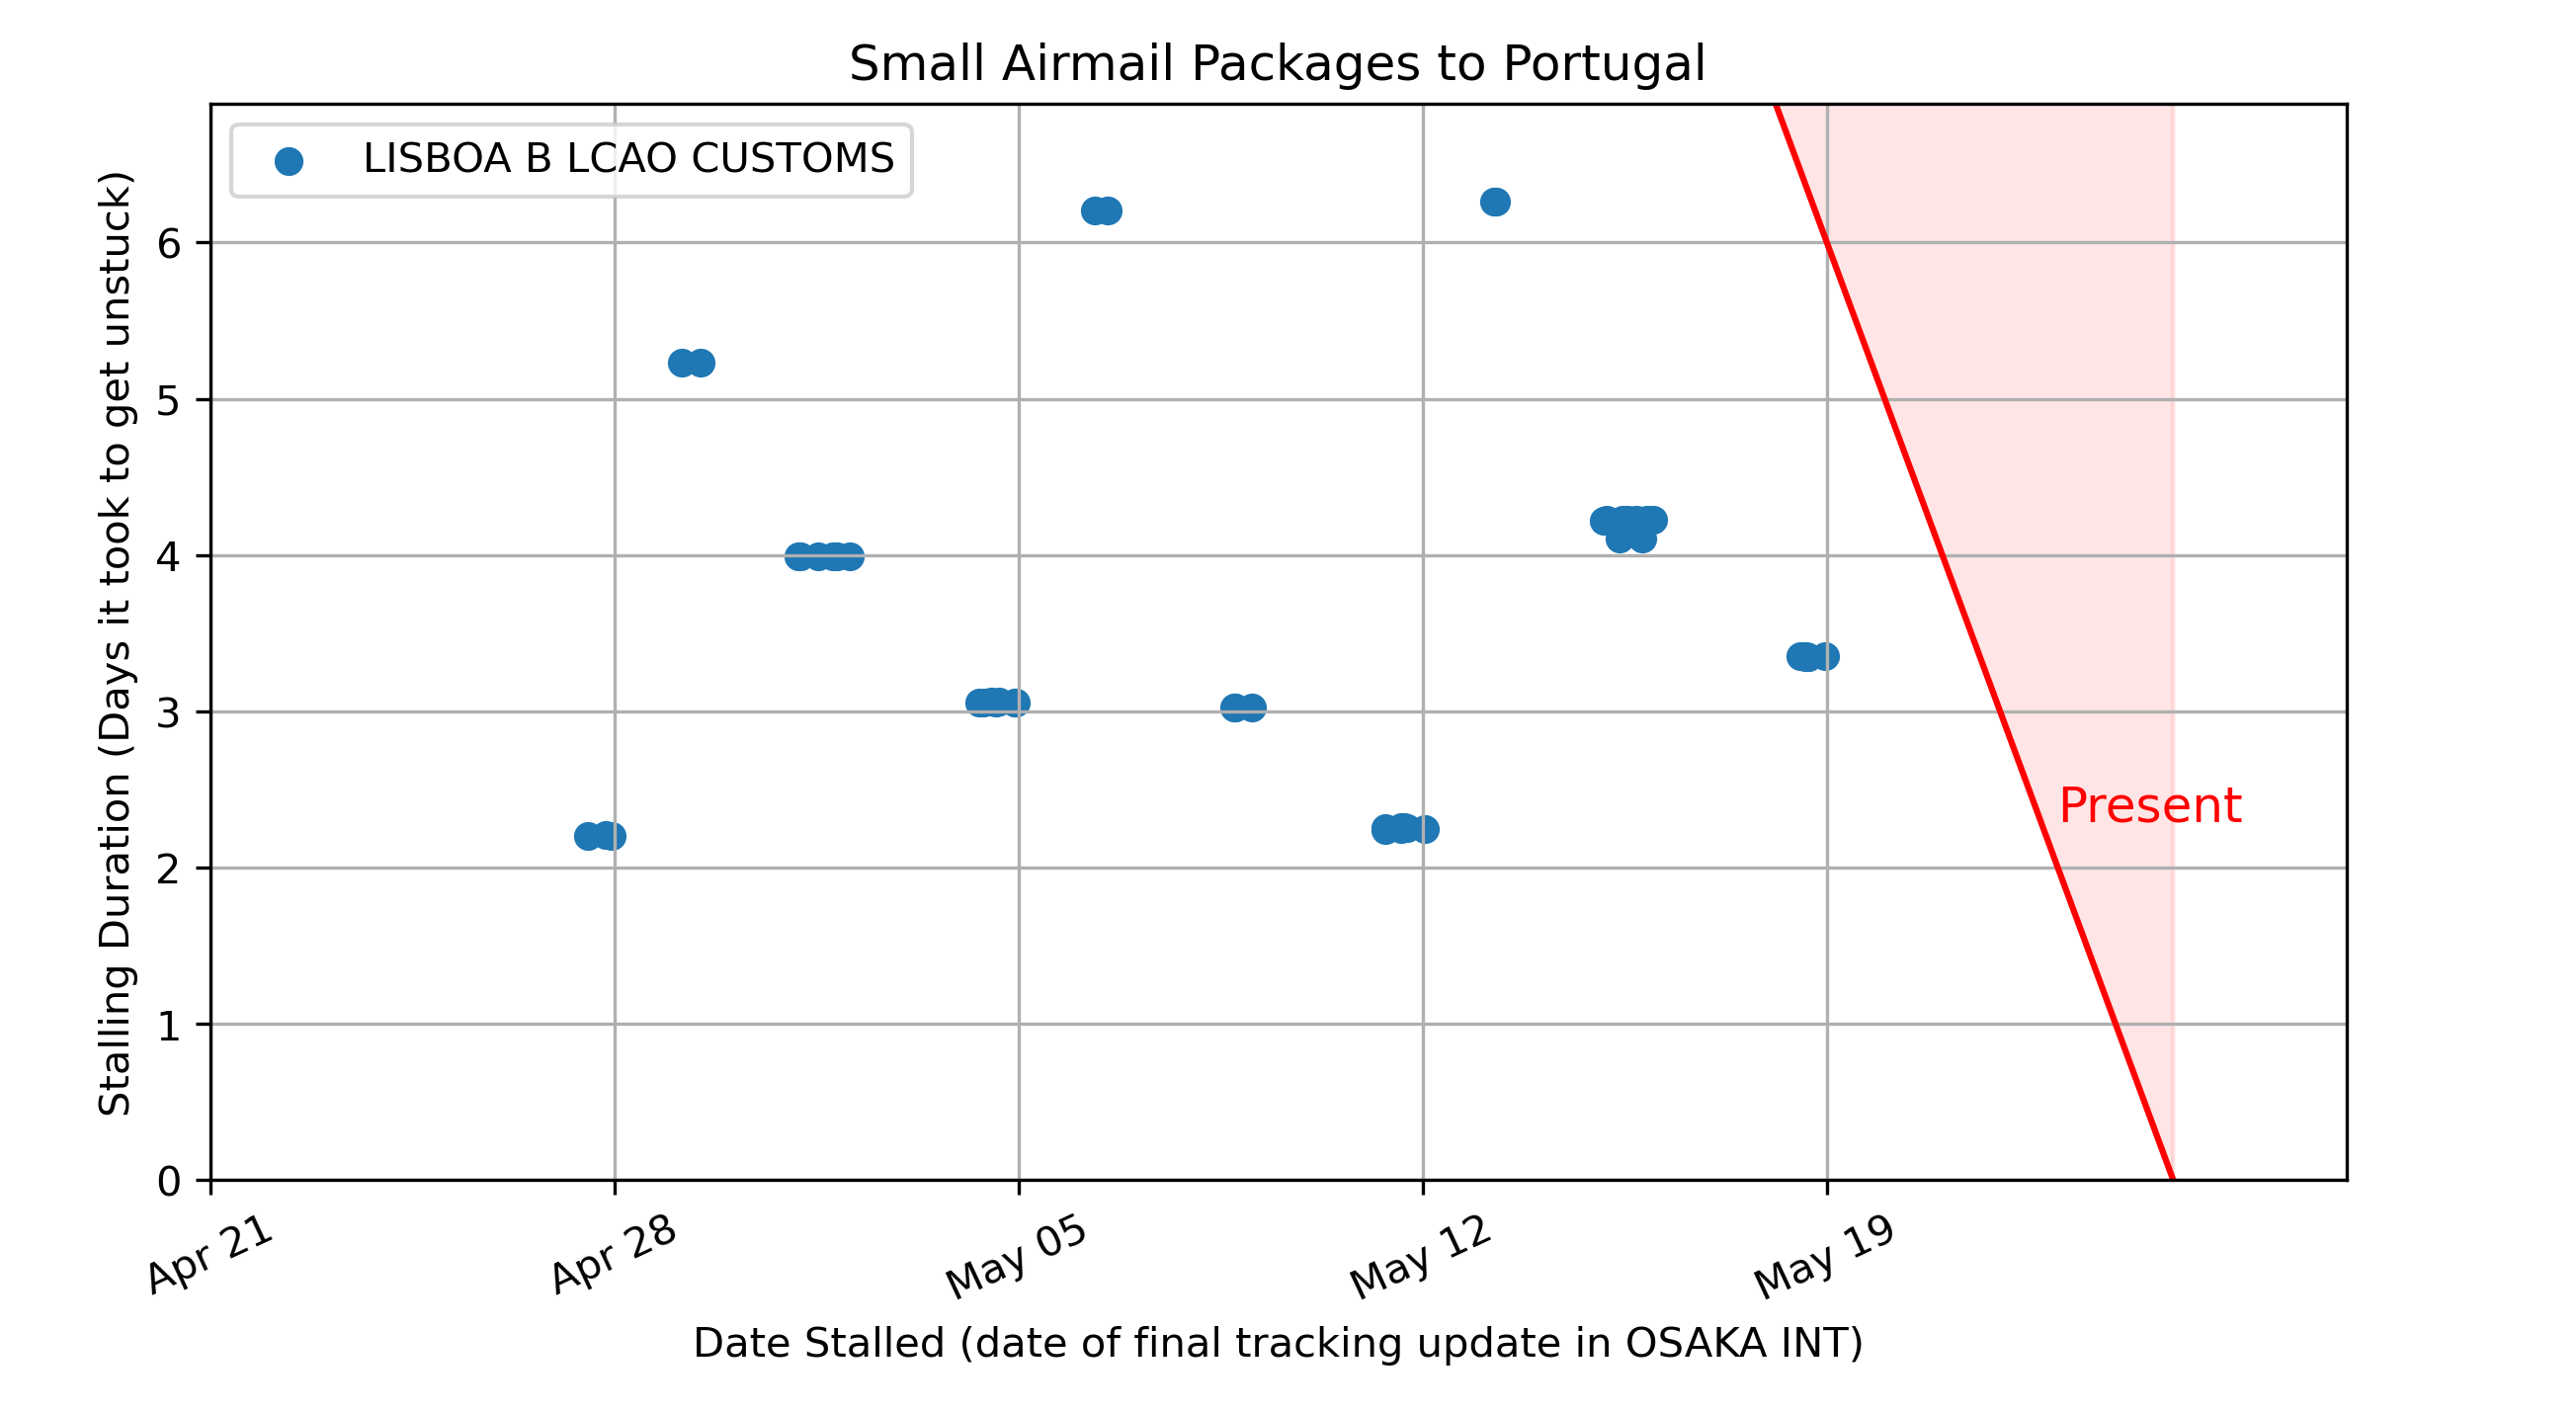 Small Airmail Packages to Portugal
LISBOA B LCAO CUSTOMS
Stalling Duration (Days it took to get unstuck)
6
5
4
3
2
1
0
Present
Apr 21
Apr 28
May 05
May 12
May 19
Date Stalled (date of final tracking update in OSAKA INT)